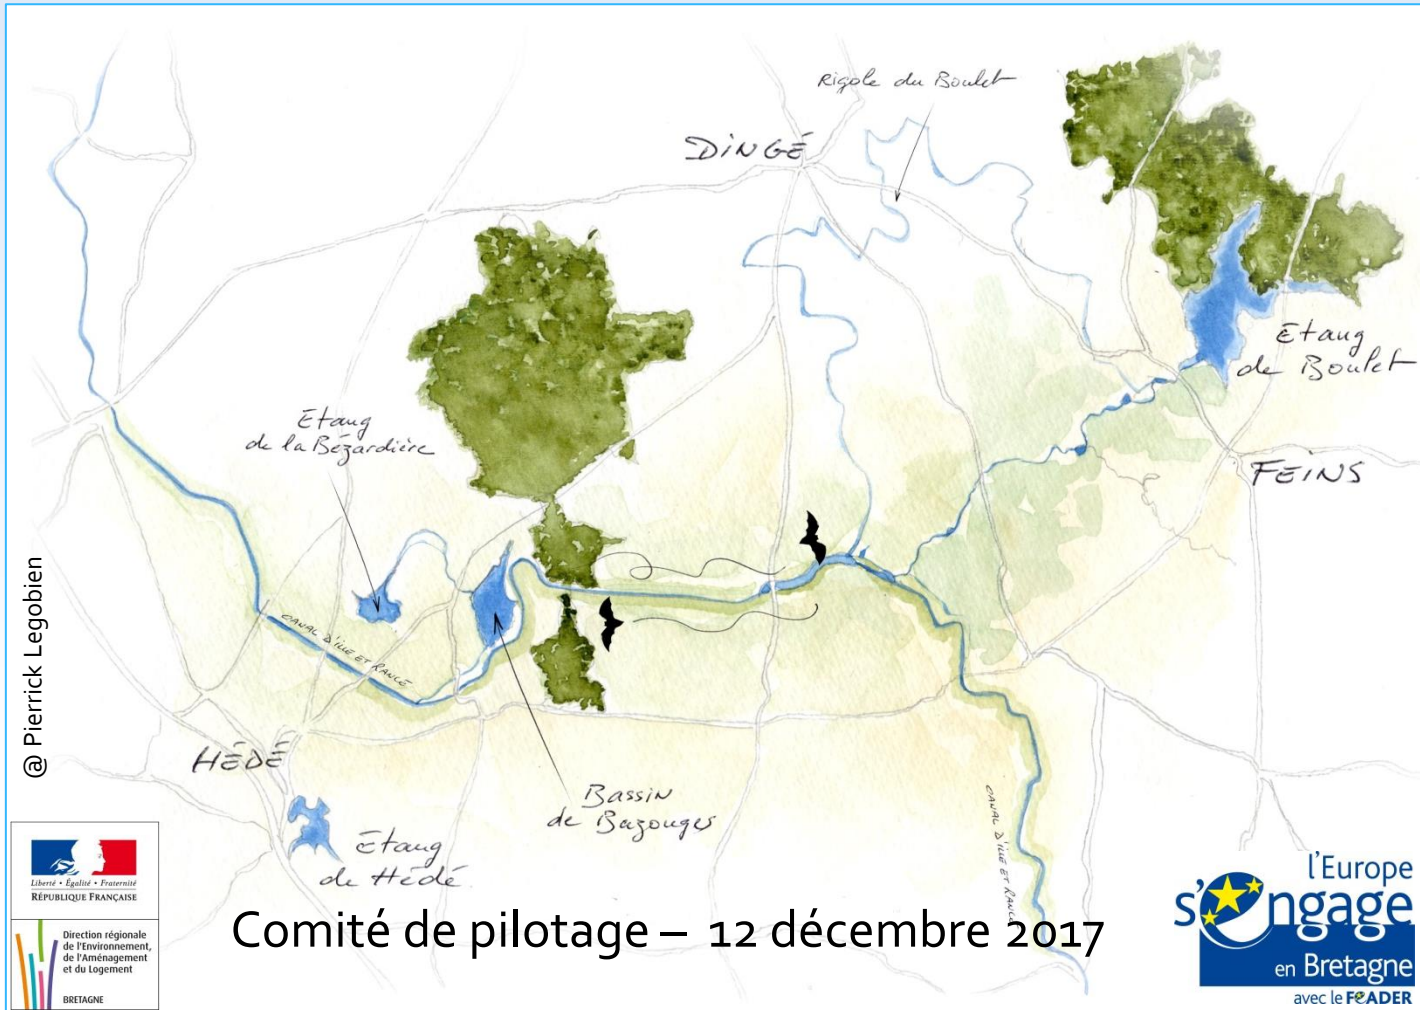 Rigole du Boulet
DINGÉ
Etang
de Boulet
Etang
de la Bézardière
FEINS
@ Pierrick Legobien
CANAL D'ILLE ET RANCE
HÉDÉ
Bassin
de Bazouges
CANAL D'ILLE ET RANCE
Etang
de Hédé
Liberté • Égalité • Fraternité
RÉPUBLIQUE FRANÇAISE
Direction régionale
de l'Environnement,
de l'Aménagement
et du Logement
BRETAGNE
Comité de pilotage – 12 décembre 2017
l'Europe
s'engage
en Bretagne
avec le FEADER